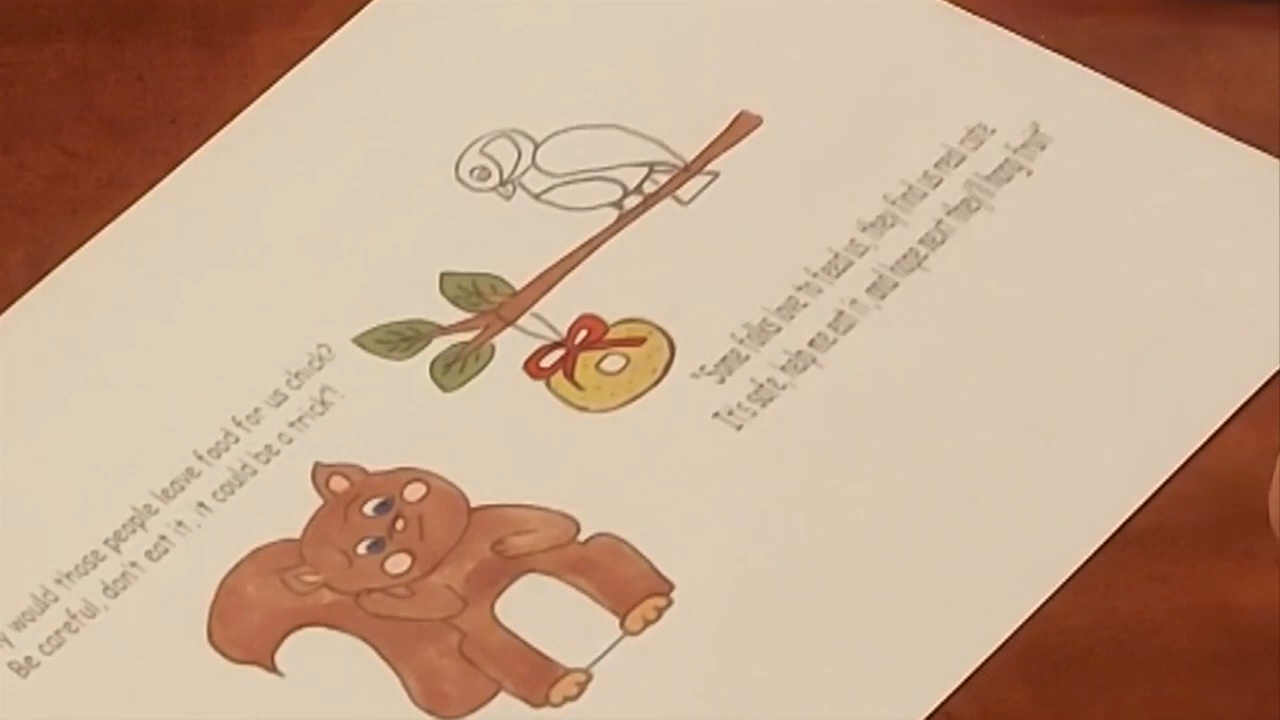 y would those people leave food for us chick?
Be careful, don't eat it, it could be a trick"!
"Some folks love to feed us, they find us real cute
It's safe, help me eat it, and hope next they'll hang fruit"